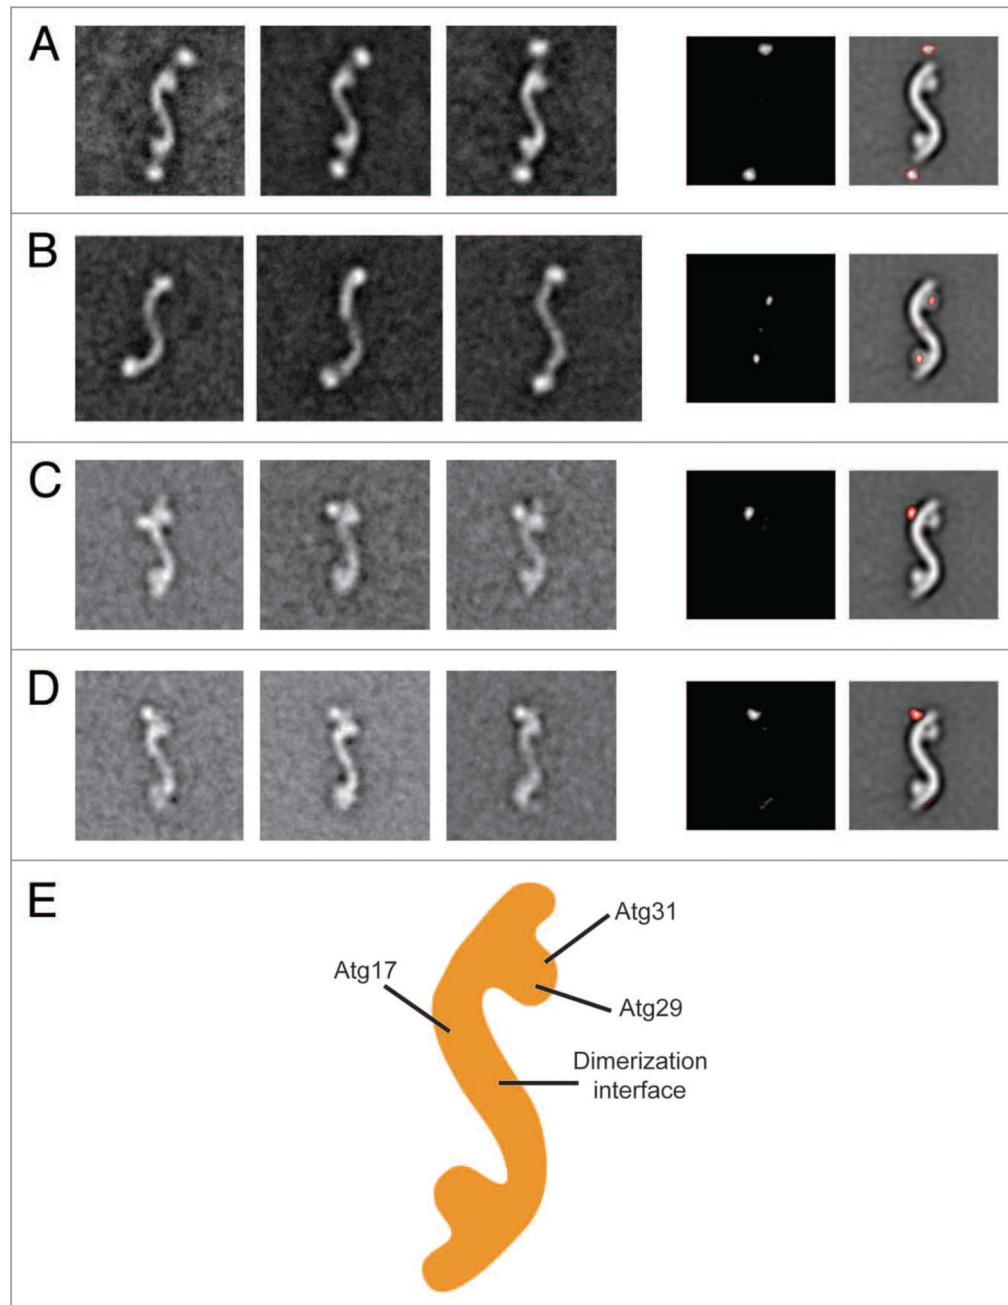 A
B
C
D
E
Atg31
Atg17
Atg29
Dimerization
interface